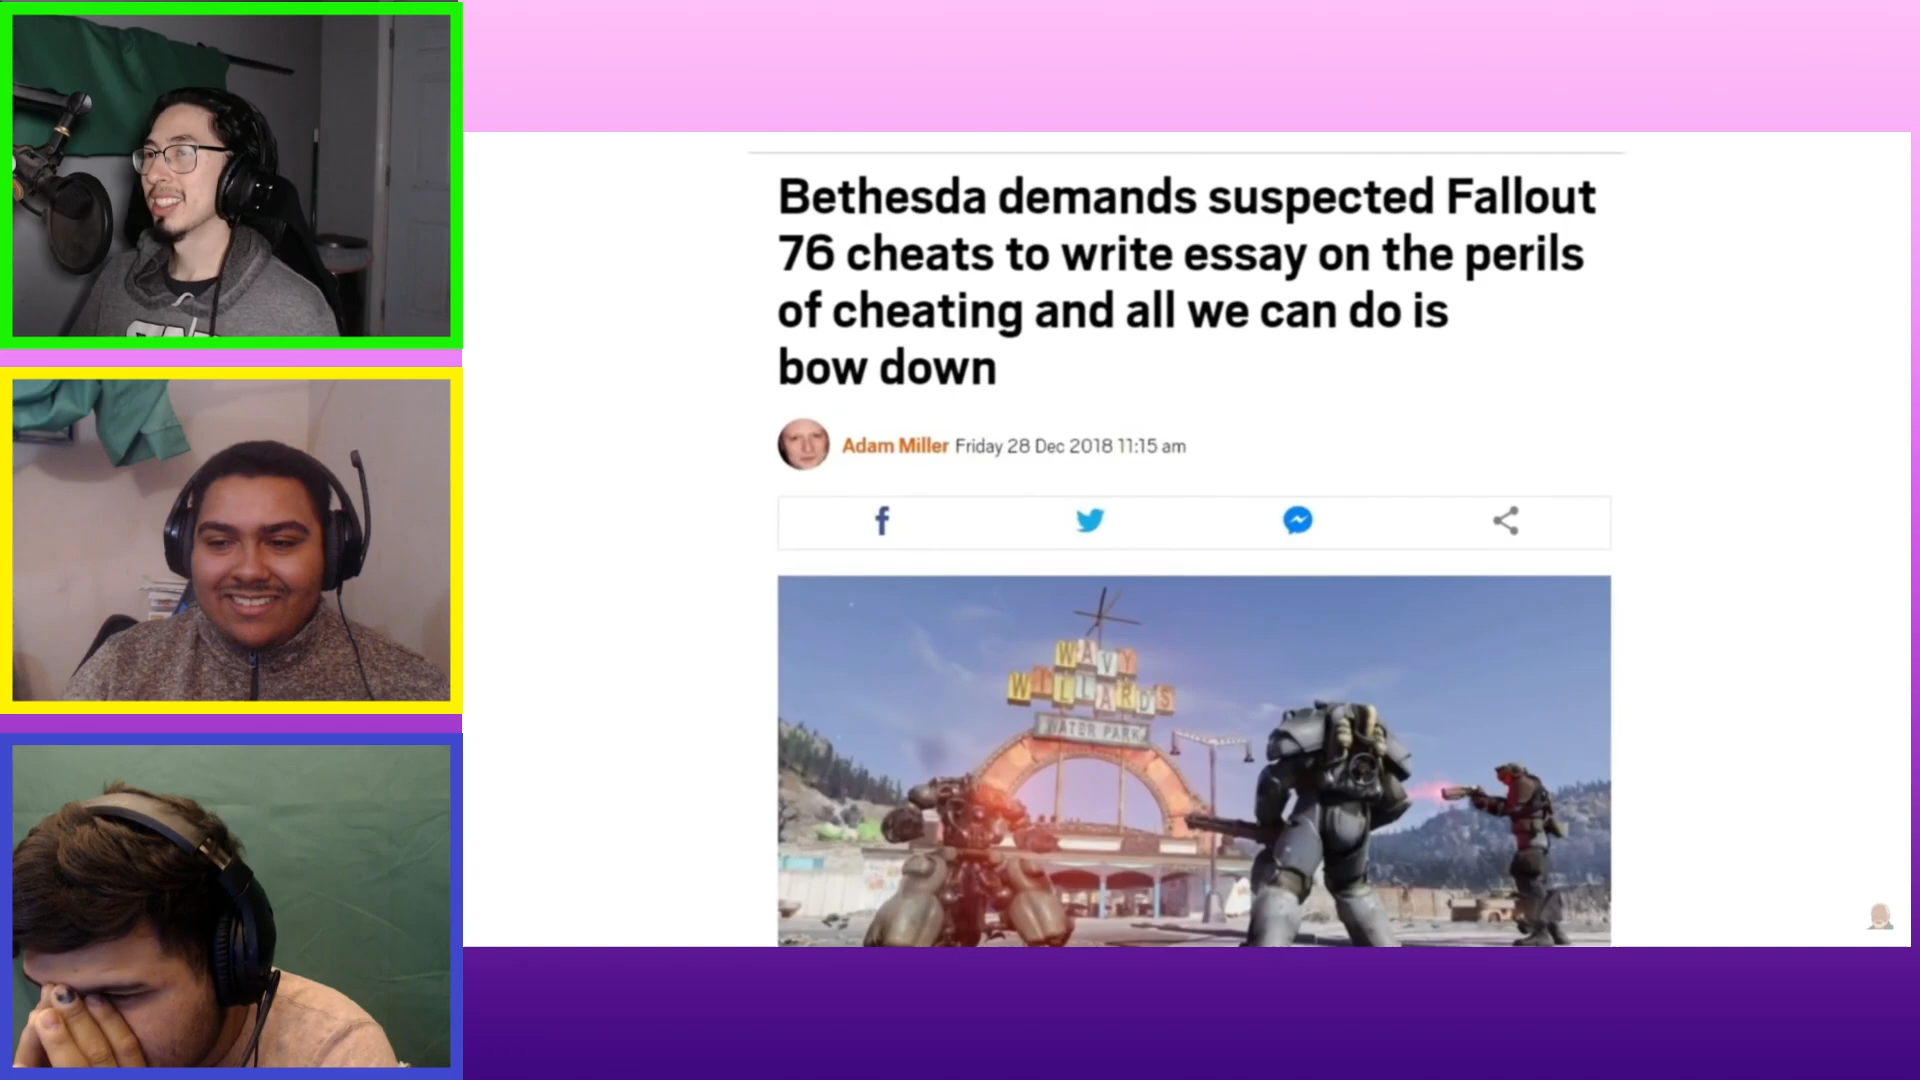 Bethesda demands suspected Fallout
76 cheats to write essay on the perils
of cheating and all we can do is
bow down
Adam Miller Friday 28 Dec 2018 11:15 am
WAVY
WILLARD'S
WATER PARK